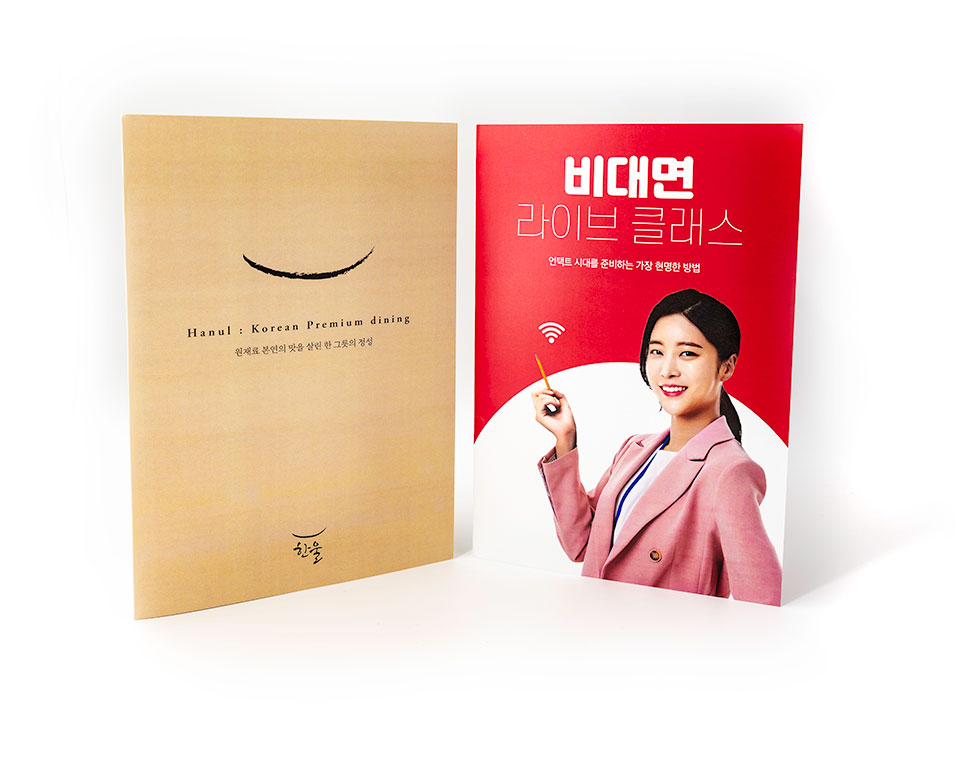 Hanul : Korean Premium dining
원재료 본연의 맛을 살린 한 그릇의 정성
한울
비대면
라이브 클래스
언택트 시대를 준비하는 가장 현명한 방법